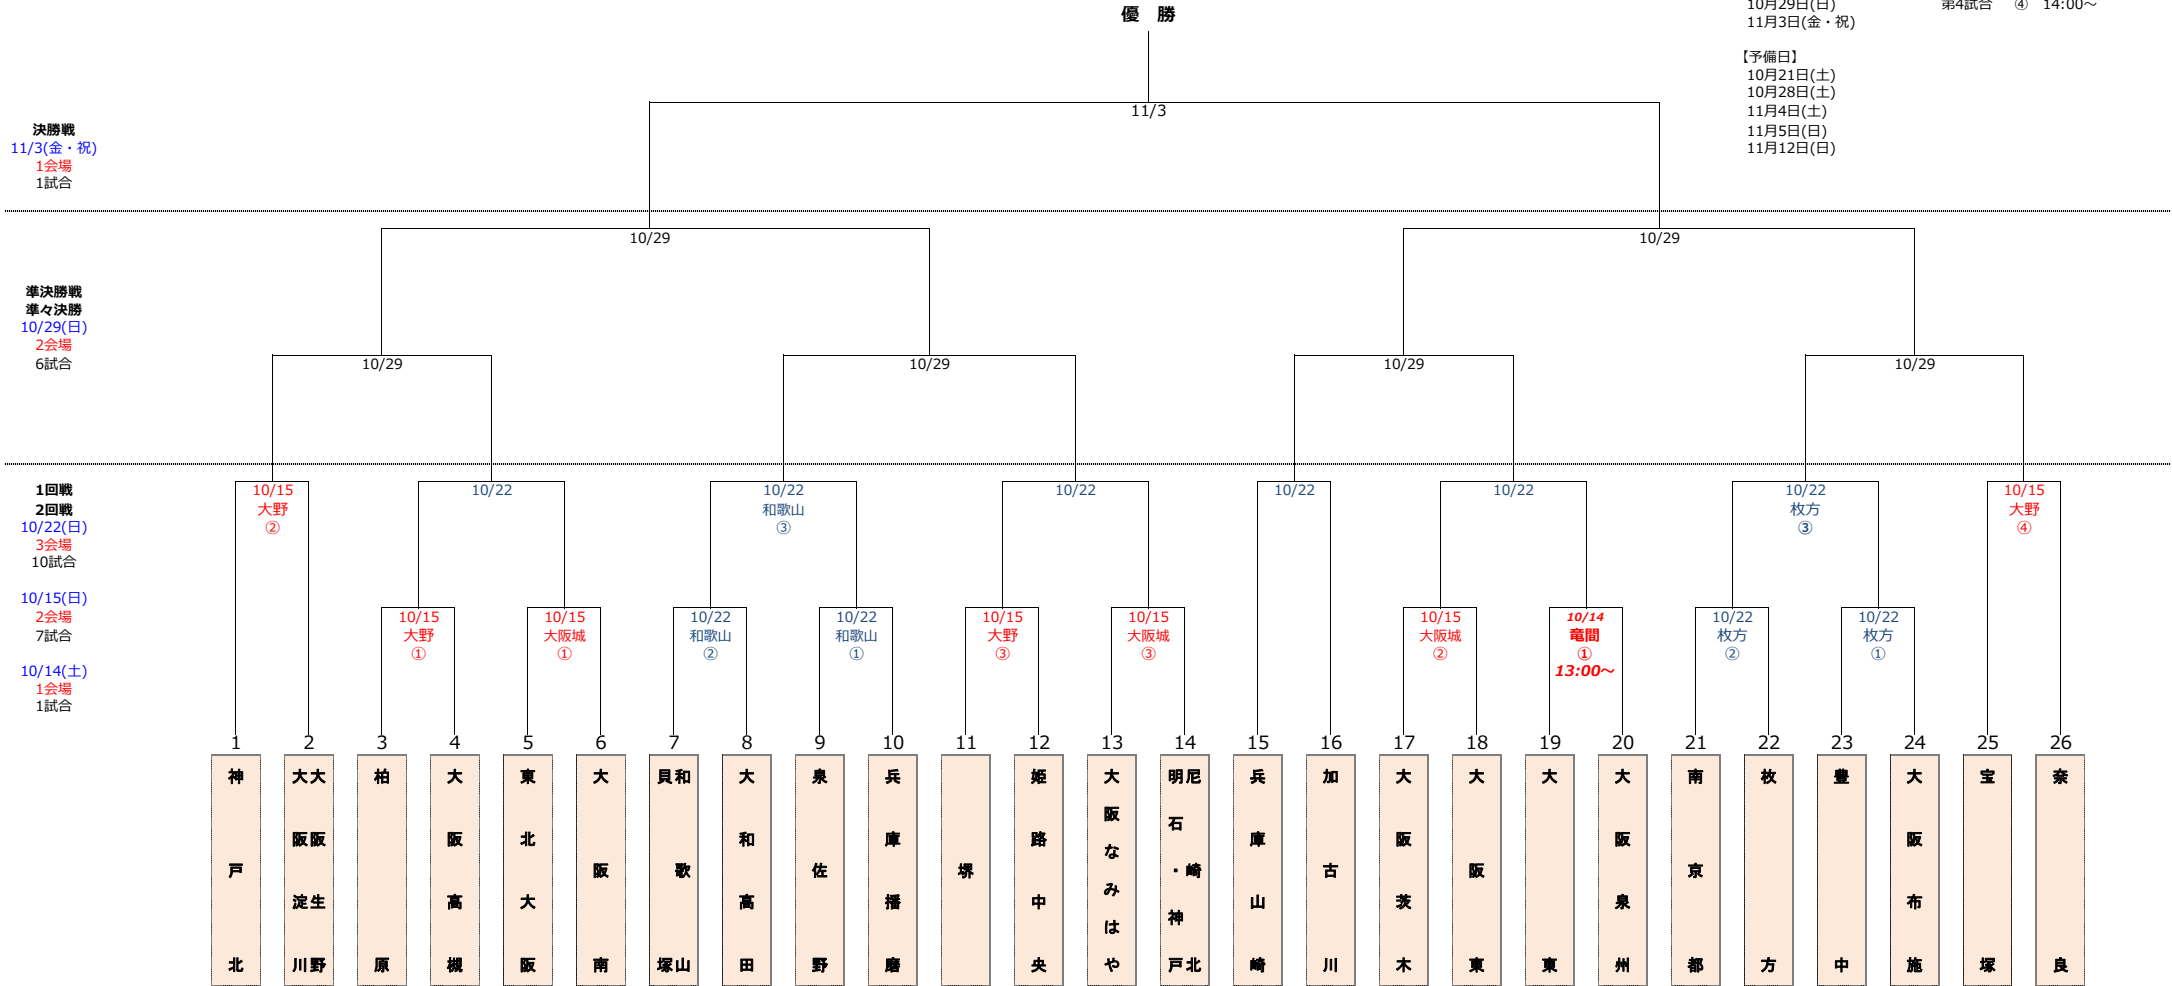 優 勝
10月29日(日)
11月3日(金・祝)
第4試合 ④ 14:00～
【予備日】
10月21日(土)
10月28日(土)
11月4日(土)
11月5日(日)
11月12日(日)
11/3
決勝戦
11/3(金・祝)
1会場
1試合
10/29
10/29
準決勝戦
準々決勝
10/29(日)
2会場
6試合
10/29
10/29
10/29
10/29
1回戦
2回戦
10/22(日)
3会場
10試合
10/15
大野
②
10/22
10/22
和歌山
③
10/22
10/22
10/22
10/22
枚方
③
10/15
大野
④
10/15(日)
2会場
7試合
10/15
大野
①
10/15
大阪城
①
10/22
和歌山
②
10/22
和歌山
①
10/15
大野
③
10/15
大阪城
③
10/15
大阪城
②
10/14
竜間
①
13:00～
10/22
枚方
②
10/22
枚方
①
10/14(土)
1会場
1試合
1 2 3 4 5 6 7 8 9 10 11 12 13 14 15 16 17 18 19 20 21 22 23 24 25 26
神戸北
大阪生野
大阪淀川
柏原
大阪高槻
東北大阪
大阪南
和歌山
貝塚
大和高田
泉佐野
兵庫播磨
堺
姫路中央
大阪なみはや
尼崎北
明石・神戸
兵庫山崎
加古川
大阪茨木
大阪東
大東
大阪泉州
南京都
枚方
豊中
大阪布施
宝塚
奈良